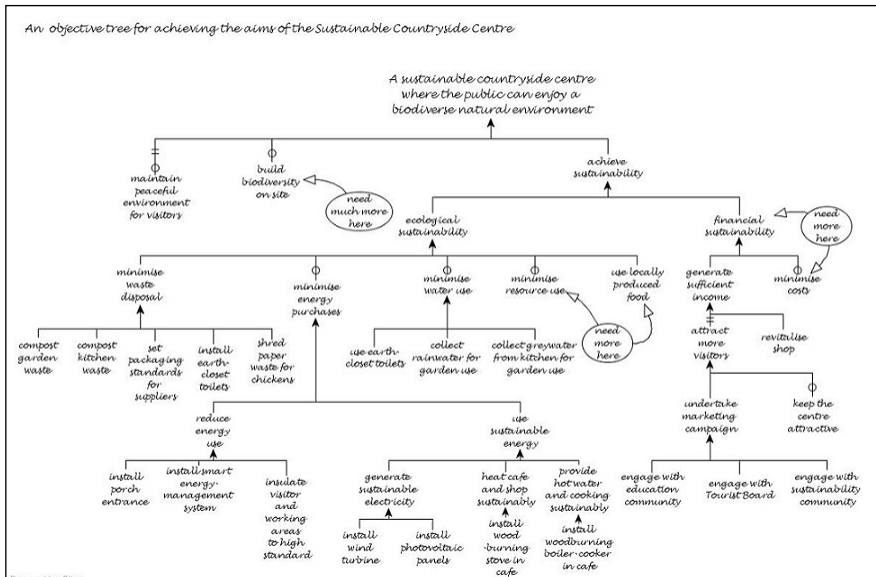 An objective tree for achieving the aims of the Sustainable Countryside Centre
A sustainable countryside centre
where the public can enjoy a
biodiverse natural environment
maintain
peaceful
environment
for visitors
build
biodiversity
on site
need
much more
here
achieve
sustainability
ecological
sustainability
financial
sustainability
need
more
here
minimise
waste
disposal
minimise
energy
purchases
minimise
water use
minimise
resource use
use locally
produced
food
generate
sufficient
income
minimise
costs
compost
garden
waste
compost
kitchen
waste
set
packaging
standards
for
suppliers
install
earth-
closet
toilets
shred
paper
waste for
chickens
use earth-
closet toilets
collect
rainwater for
garden use
collect greywater
from kitchen for
garden use
need
more
here
attract
more
visitors
revitalise
shop
reduce
energy
use
use
sustainable
energy
undertake
marketing
campaign
keep the
centre
attractive
install
porch
entrance
install smart
energy-
management
system
insulate
visitor
and
working
areas
to high
standard
generate
sustainable
electricity
heat cafe
and shop
sustainably
provide
hot water
and cooking
sustainably
engage with
education
community
engage with
Tourist Board
engage with
sustainability
community
install
wind
turbine
install
photovoltaic
panels
install
wood
-burning
stove in
cafe
install
woodburning
boiler-cooker
in cafe